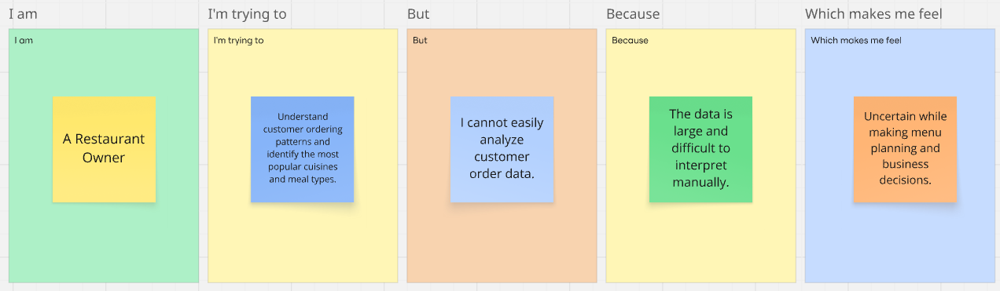 I am
I'm trying to
But
Because
Which makes me feel
I am
I'm trying to
But
Because
Which makes me feel
A Restaurant
Owner
Understand
customer ordering
patterns and
identify the most
popular cuisines
and meal types.
I cannot easily
analyze
customer
order data.
The data is
large and
difficult to
interpret
manually.
Uncertain while
making menu
planning and
business
decisions.